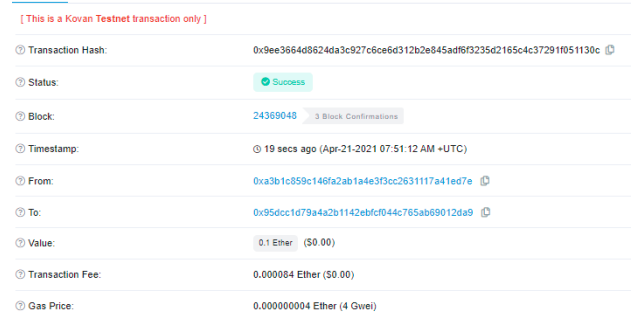 [ This is a Kovan Testnet transaction only ]
Transaction Hash: 0x9ee3664d8624da3c927c6ce6d312b2e845adf6f3235d2165c4c37291f051130c
Status: Success
Block: 24369048 3 Block Confirmations
Timestamp: 19 secs ago (Apr-21-2021 07:51:12 AM +UTC)
From: 0xa3b1c859c146fa2ab1a4e3f3cc2631117a41ed7e
To: 0x95dcc1d79a4a2b1142ebfcf044c765ab69012da9
Value: 0.1 Ether ($0.00)
Transaction Fee: 0.000084 Ether ($0.00)
Gas Price: 0.000000004 Ether (4 Gwei)